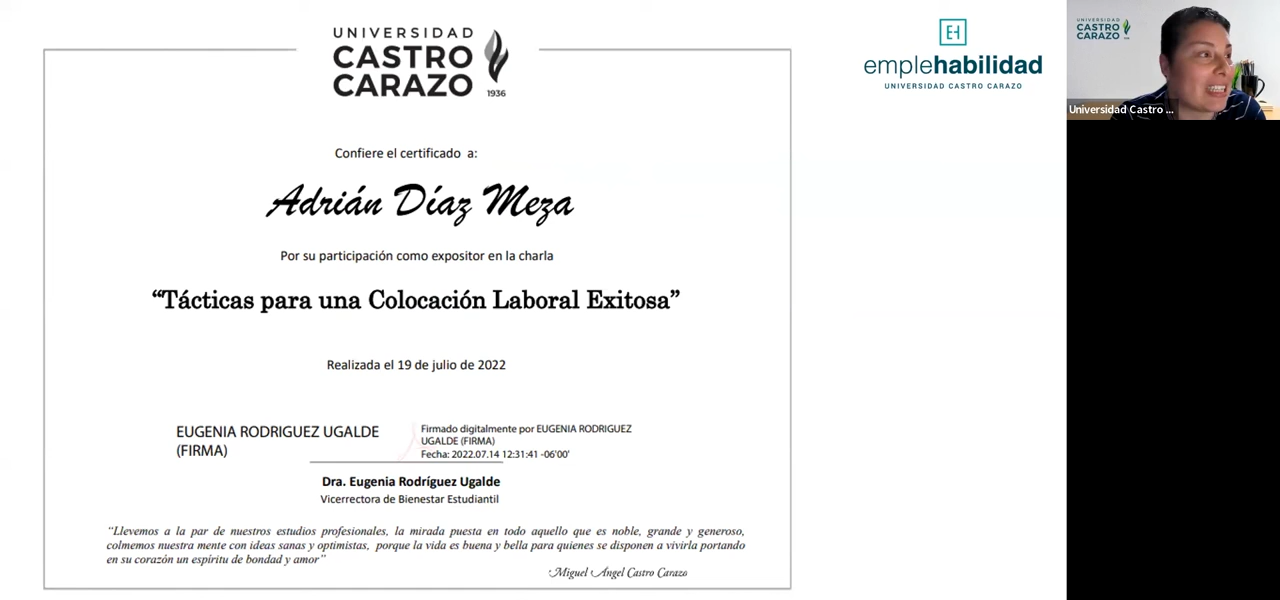 UNIVERSIDAD
CASTRO
CARAZO
1936
Confiere el certificado a:
Adrián Díaz Meza
Por su participación como expositor en la charla
“Tácticas para una Colocación Laboral Exitosa”
Realizada el 19 de julio de 2022
EUGENIA RODRIGUEZ UGALDE
(FIRMA)
Firmado digitalmente por EUGENIA RODRIGUEZ
UGALDE (FIRMA)
Fecha: 2022.07.14 12:31:41 -06'00'
Dra. Eugenia Rodríguez Ugalde
Vicerrectora de Bienestar Estudiantil
“Llevemos a la par de nuestros estudios profesionales, la mirada puesta en todo aquello que es noble, grande y generoso,
colmemos nuestra mente con ideas sanas y optimistas, porque la vida es buena y bella para quienes se disponen a vivirla portando
en su corazón un espíritu de bondad y amor”
Miguel Ángel Castro Carazo
EH
emplehabilidad
UNIVERSIDAD CASTRO CARAZO
UNIVERSIDAD
CASTRO
CARAZO
Universidad Castro ...